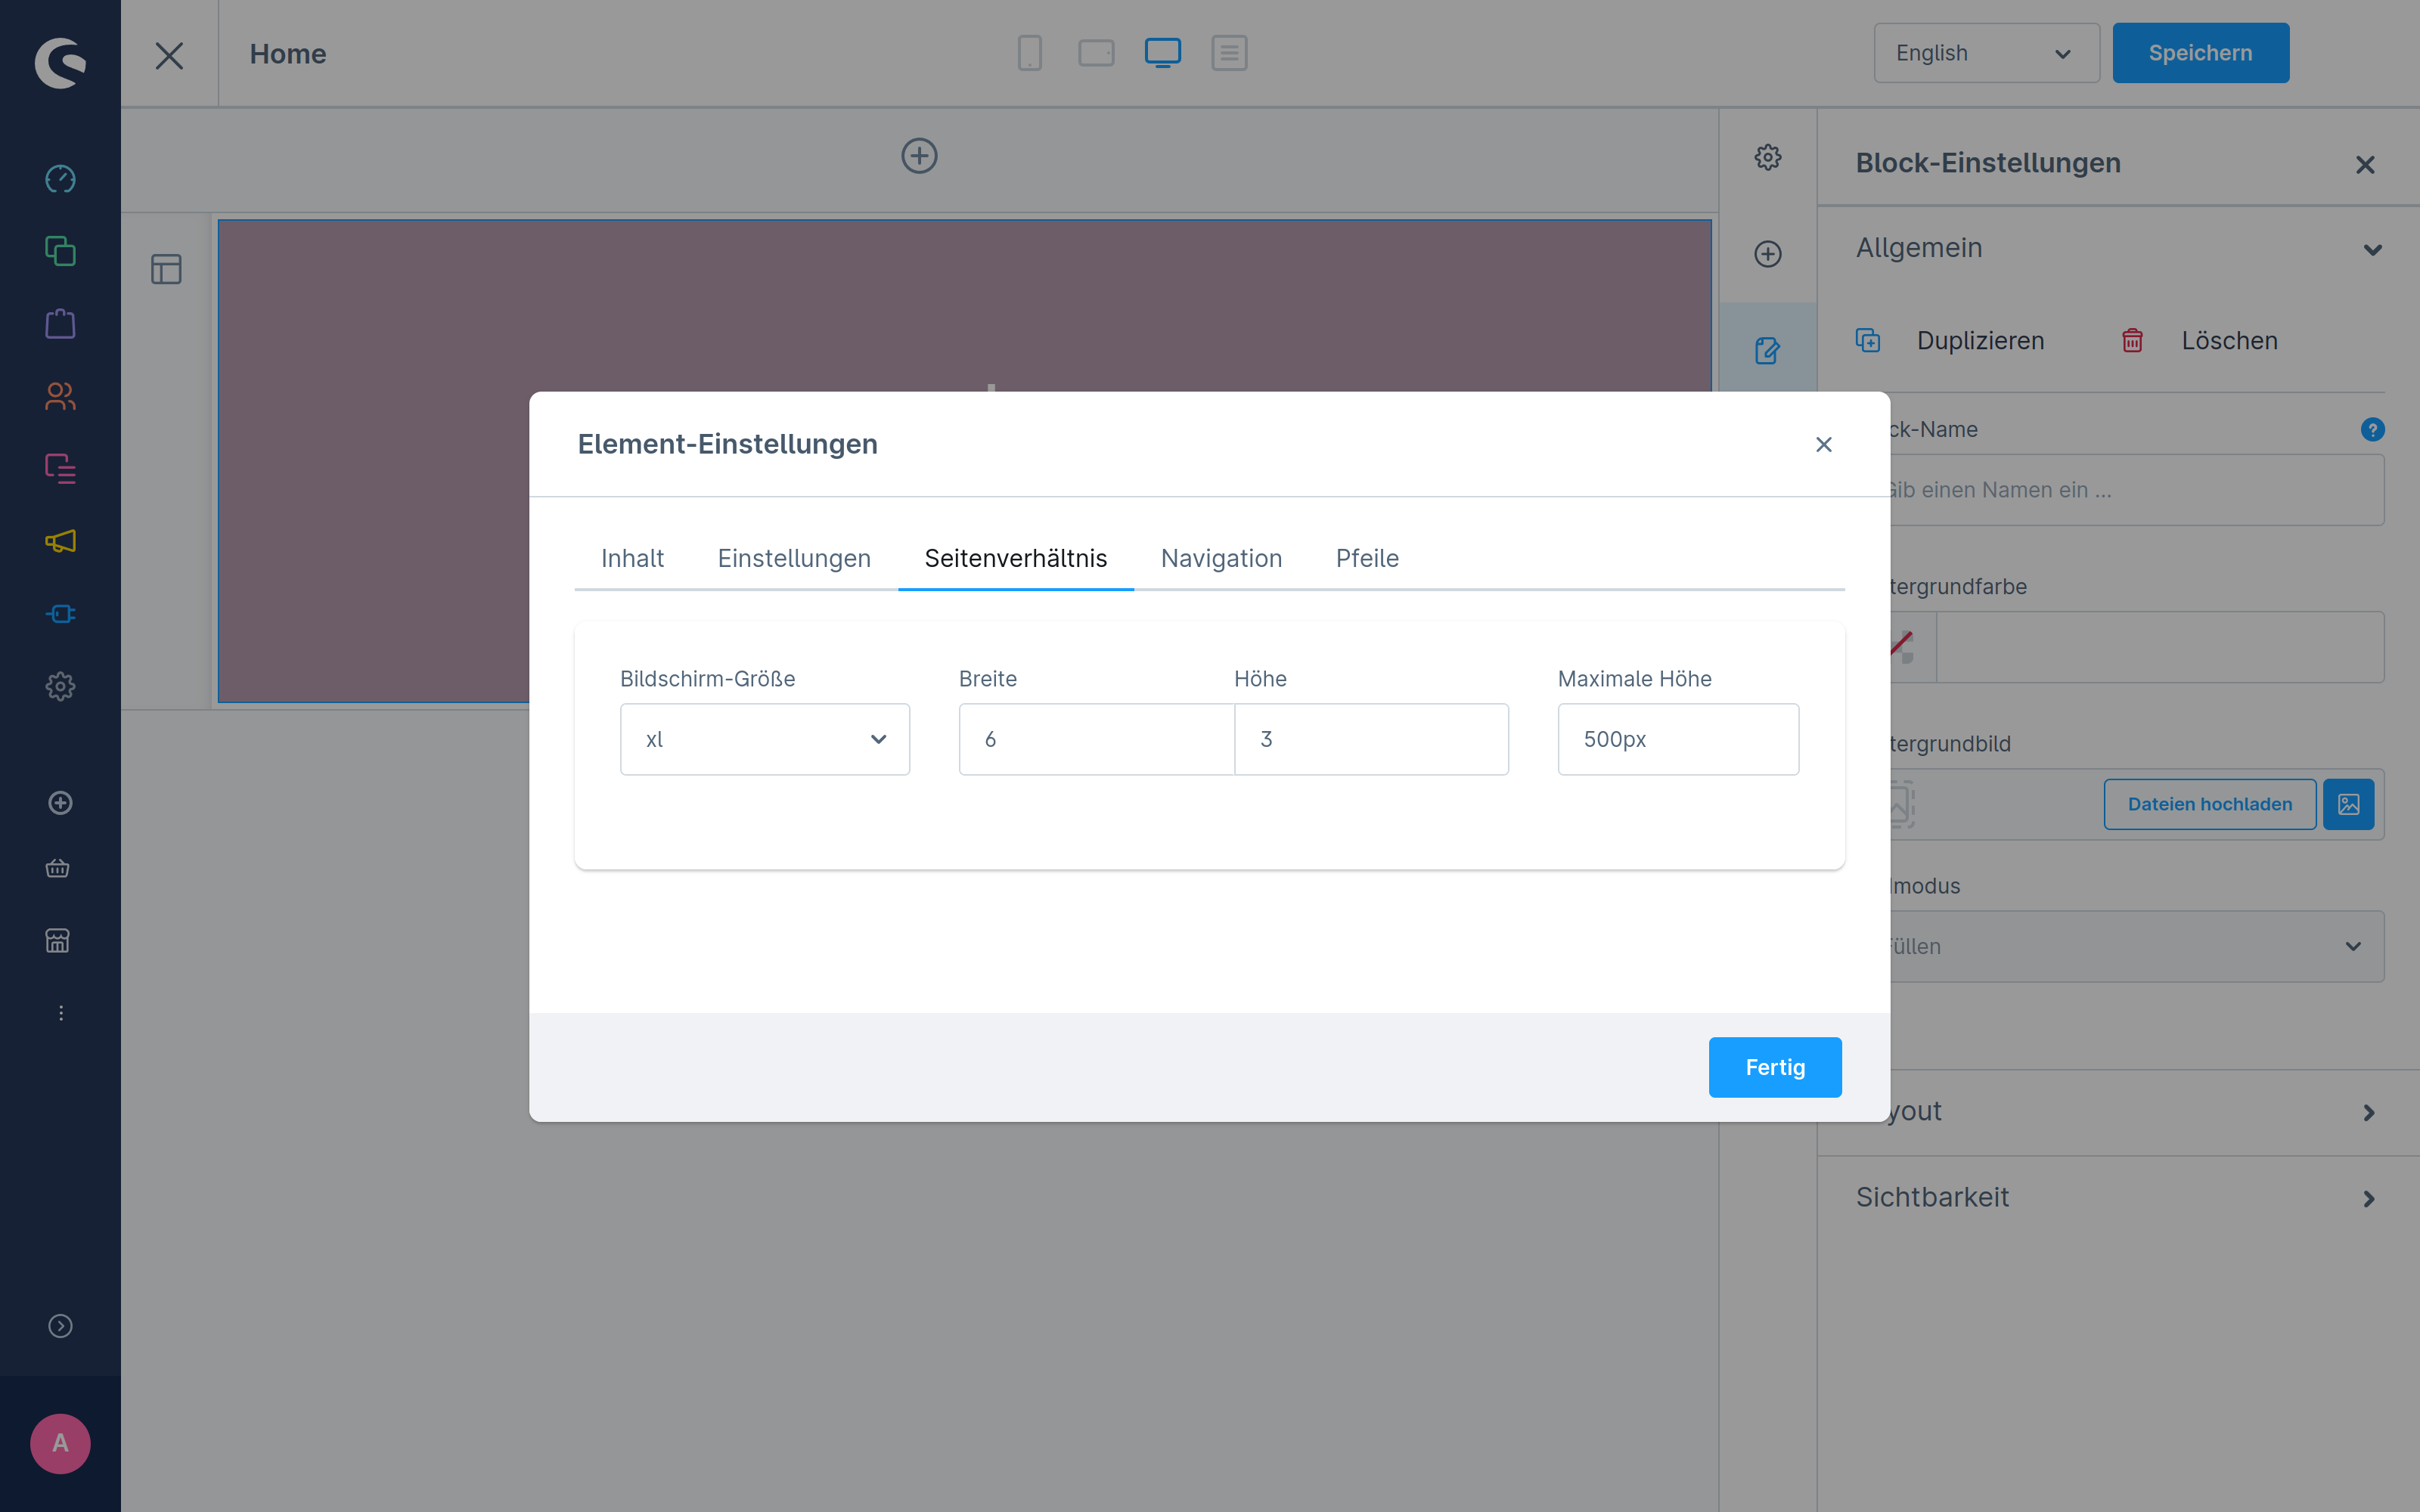 Home
English
Speichern
Block-Einstellungen
Allgemein
Duplizieren
Löschen
Element-Einstellungen
ck-Name
Gib einen Namen ein ...
Inhalt
Einstellungen
Seitenverhältnis
Navigation
Pfeile
tergrundfarbe
Bildschirm-Größe
Breite
Höhe
Maximale Höhe
xl
6
3
500px
tergrundbild
Dateien hochladen
modus
üllen
Fertig
yout
Sichtbarkeit
A